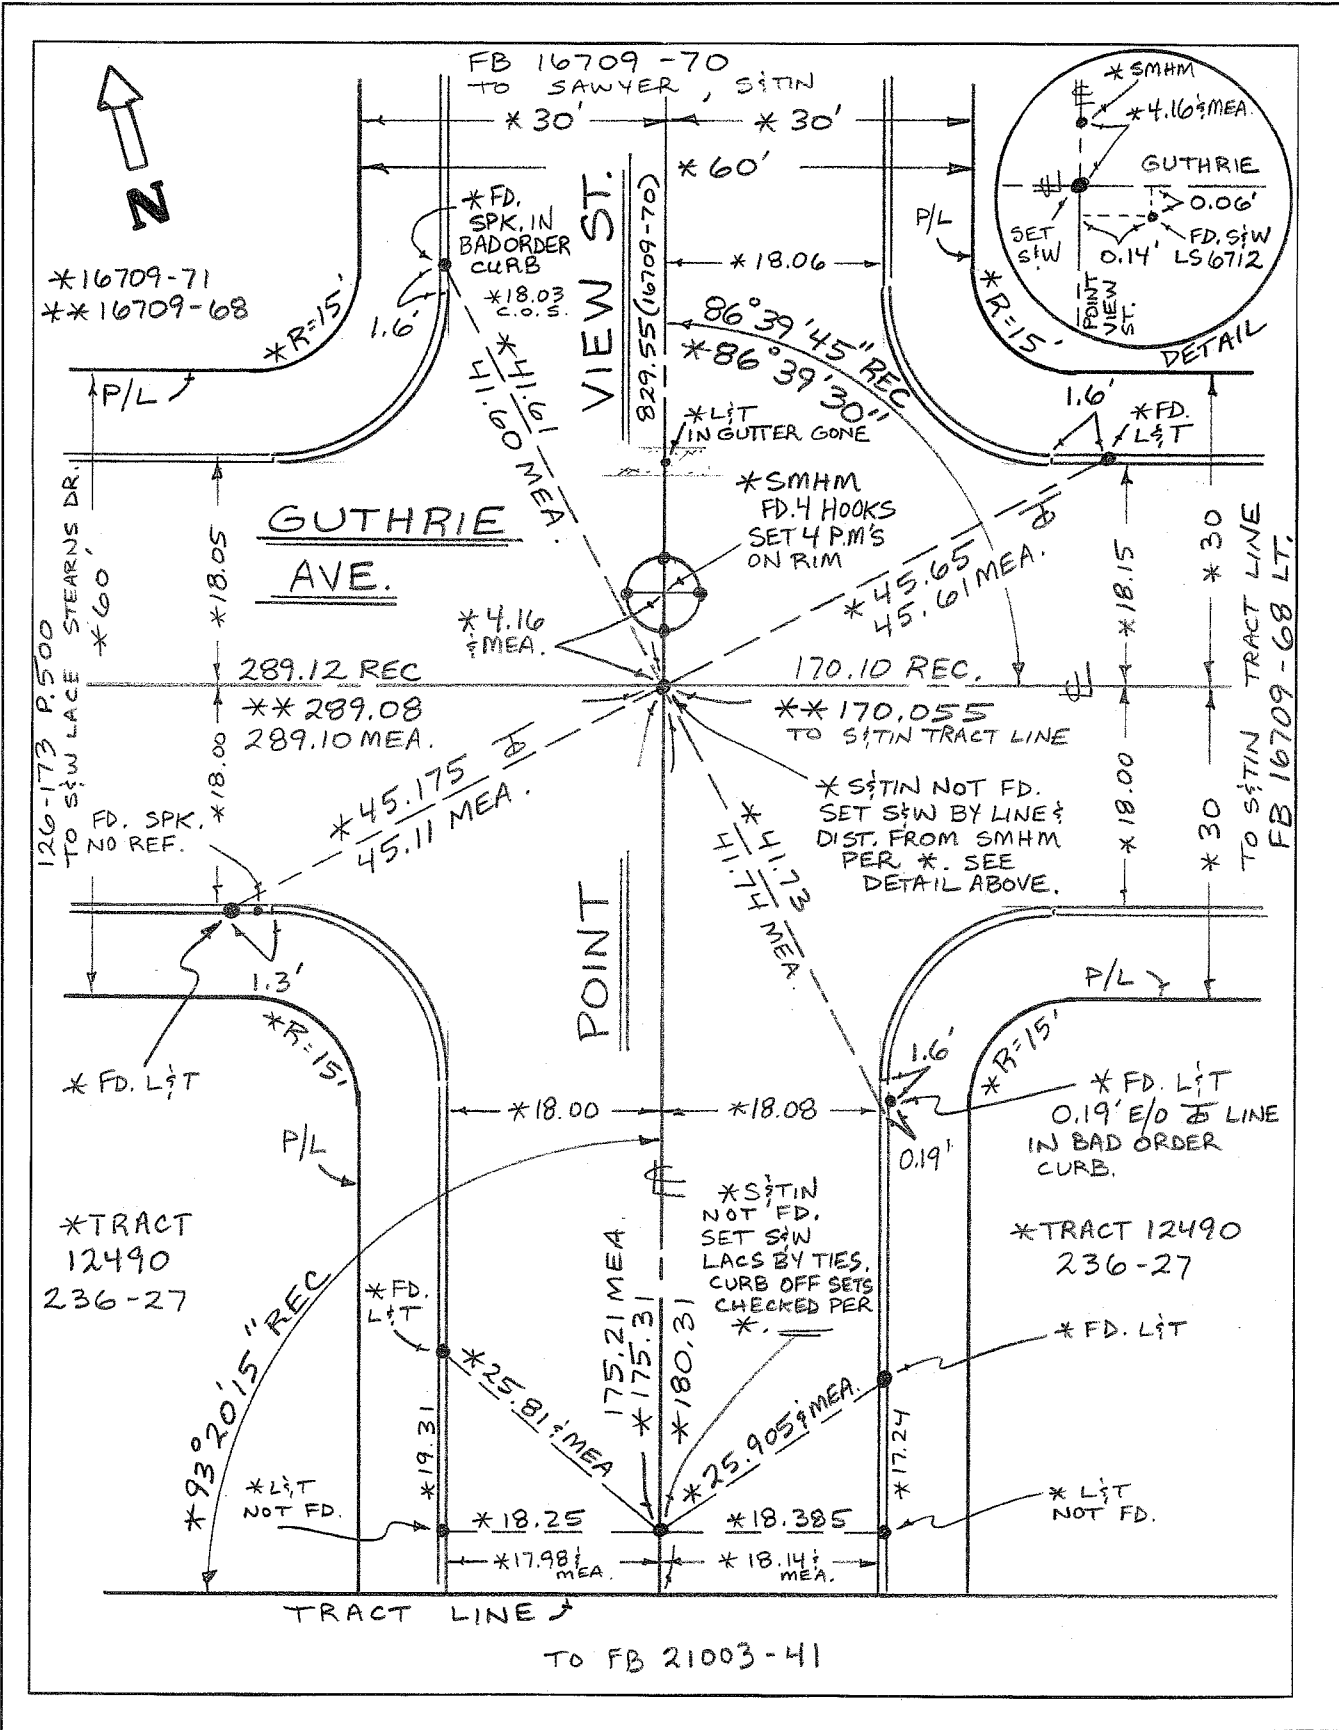 FB 16709-70
TO SAWYER, S&TIN
*30'
*30'
*60'
N
*16709-71
**16709-68
*FD.
SPK. IN
BAD ORDER
CURB
1.6'
*18.03
C.O.S.
VIEW ST.
829.55(16709-70)
*18.06
P/L
*R=15'
*SMHM
*4.16 & MEA.
GUTHRIE
0.06'
SET
S&W
0.14'
FD. S&W
LS 6712
POINT
VIEW
ST.
DETAIL
*R=15'
P/L
*41.61
41.60 MEA.
86°39'45" REC
*86°39'30"
*L&T
IN GUTTER GONE
1.6'
*FD.
L&T
*SMHM
FD. 4 HOOKS
SET 4 P.M'S
ON RIM
GUTHRIE
AVE.
*18.05
*60'
126-173 P.500
TO S&W LACE STEARNS DR.
*4.16
& MEA.
*45.65
45.61 MEA.
*18.15
*30
TO S&TIN TRACT LINE
FB 16709-68 LT.
289.12 REC
**289.08
289.10 MEA.
170.10 REC.
**170.055
TO S&TIN TRACT LINE
*18.00
*45.175
45.11 MEA.
FD. SPK.
NO REF.
*S&TIN NOT FD.
SET S&W BY LINE &
DIST. FROM SMHM
PER *. SEE
DETAIL ABOVE.
*18.00
*30
*41.73
41.74 MEA.
POINT
1.3'
*R=15'
*FD. L&T
P/L
P/L
*R=15'
1.6'
*FD. L&T
0.19' E/O LINE
IN BAD ORDER
CURB.
0.19'
*18.00
*18.08
*TRACT
12490
236-27
*93°20'15" REC
*S&TIN
NOT FD.
SET S&W
LACS BY TIES.
CURB OFF SETS
CHECKED PER
*.
*TRACT 12490
236-27
*FD.
L&T
175.21 MEA.
*175.31
*180.31
*FD. L&T
*25.81 & MEA
*25.905 & MEA.
*19.31
*17.24
*L&T
NOT FD.
*L&T
NOT FD.
*18.25
*18.385
*17.98 &
MEA.
*18.14 &
MEA.
TRACT LINE
TO FB 21003-41